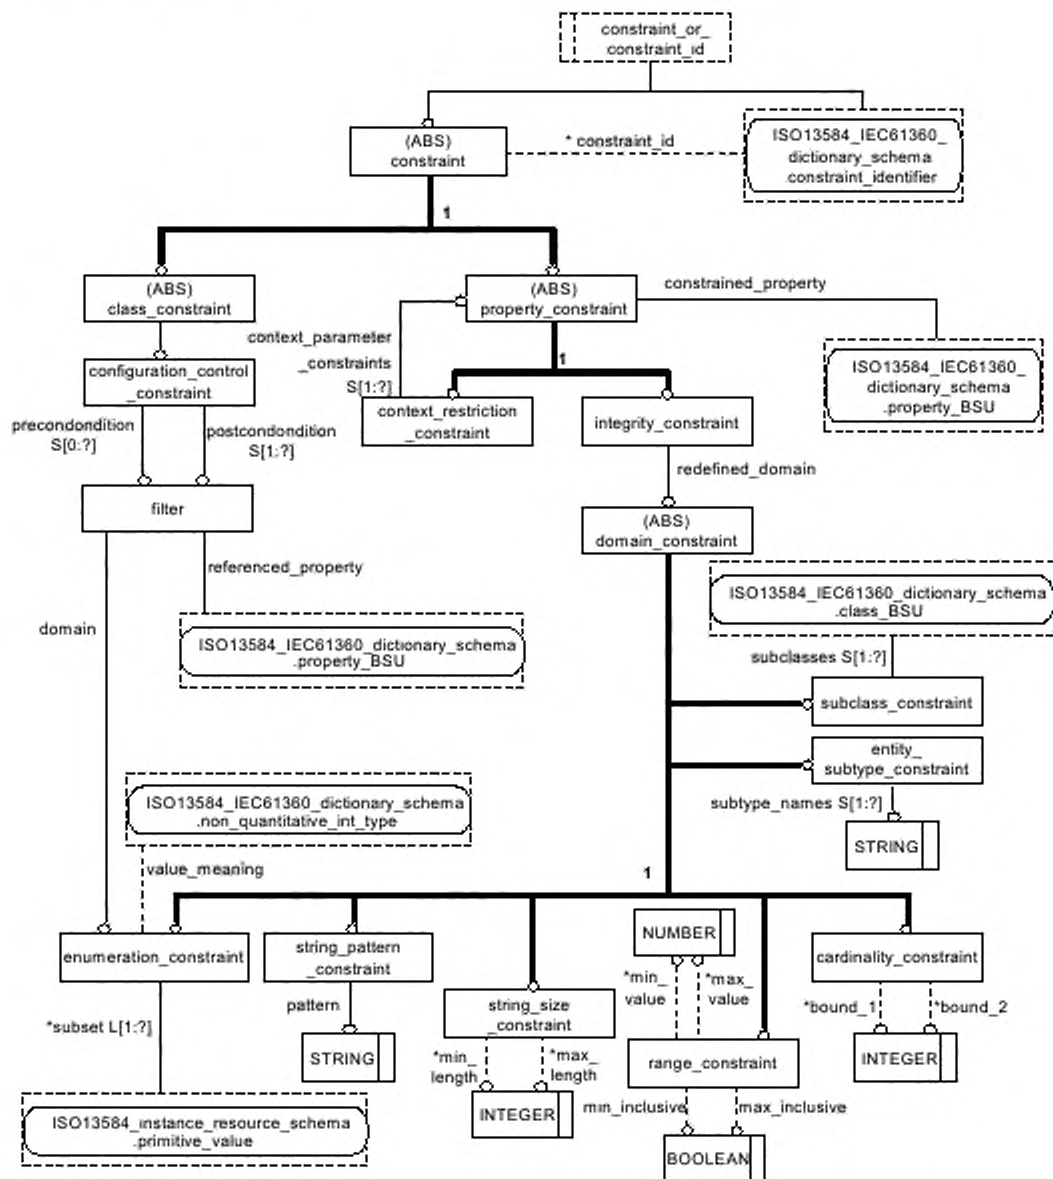 constraint_or_
constraint_id
(ABS)
constraint
* constraint_id
ISO13584_IEC61360_
dictionary_schema
.constraint_identifier
1
(ABS)
class_constraint
(ABS)
property_constraint
constrained_property
context_parameter
_constraints
S[1:?]
1
ISO13584_IEC61360_
dictionary_schema
.property_BSU
configuration_control
_constraint
context_restriction
_constraint
integrity_constraint
precondondition
S[0:?]
postcondondition
S[1:?]
redefined_domain
filter
(ABS)
domain_constraint
referenced_property
ISO13584_IEC61360_dictionary_schema
.class_BSU
domain
ISO13584_IEC61360_dictionary_schema
.property_BSU
subclasses S[1:?]
subclass_constraint
entity_
subtype_constraint
ISO13584_IEC61360_dictionary_schema
.non_quantitative_int_type
subtype_names S[1:?]
STRING
value_meaning
1
enumeration_constraint
string_pattern
_constraint
NUMBER
cardinality_constraint
*min_
value
*max_
value
pattern
string_size
_constraint
*bound_1
*bound_2
*subset L[1:?]
STRING
*min_
length
*max_
length
range_constraint
INTEGER
min_inclusive
max_inclusive
INTEGER
ISO13584_instance_resource_schema
.primitive_value
BOOLEAN